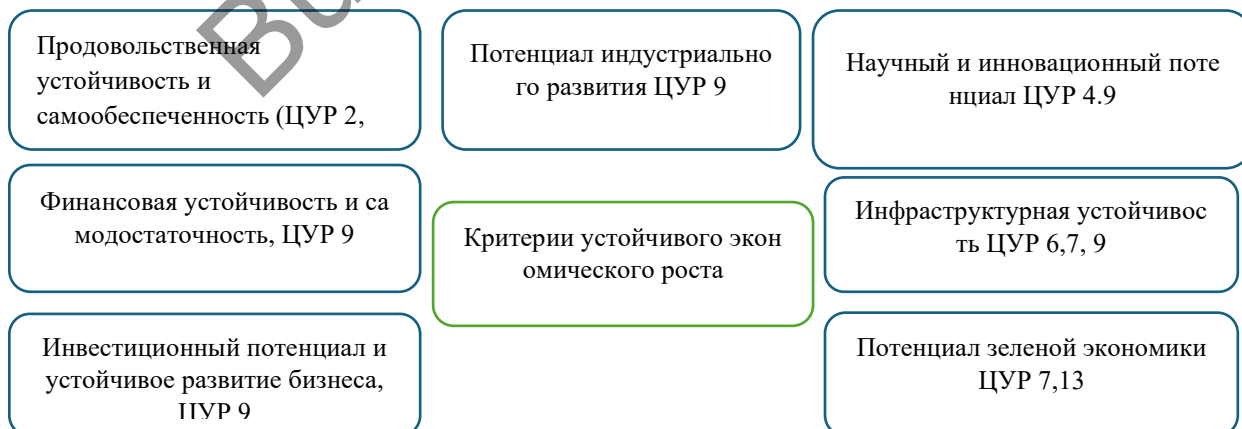 Продовольственная
устойчивость и
самообеспеченность (ЦУР 2,
Потенциал индустриально
го развития ЦУР 9
Научный и инновационный поте
нциал ЦУР 4.9
Финансовая устойчивость и са
модостаточность, ЦУР 9
Критерии устойчивого экон
омического роста
Инфраструктурная устойчивос
ть ЦУР 6,7, 9
Инвестиционный потенциал и
устойчивое развитие бизнеса,
ЦУР 9
Потенциал зеленой экономики
ЦУР 7,13